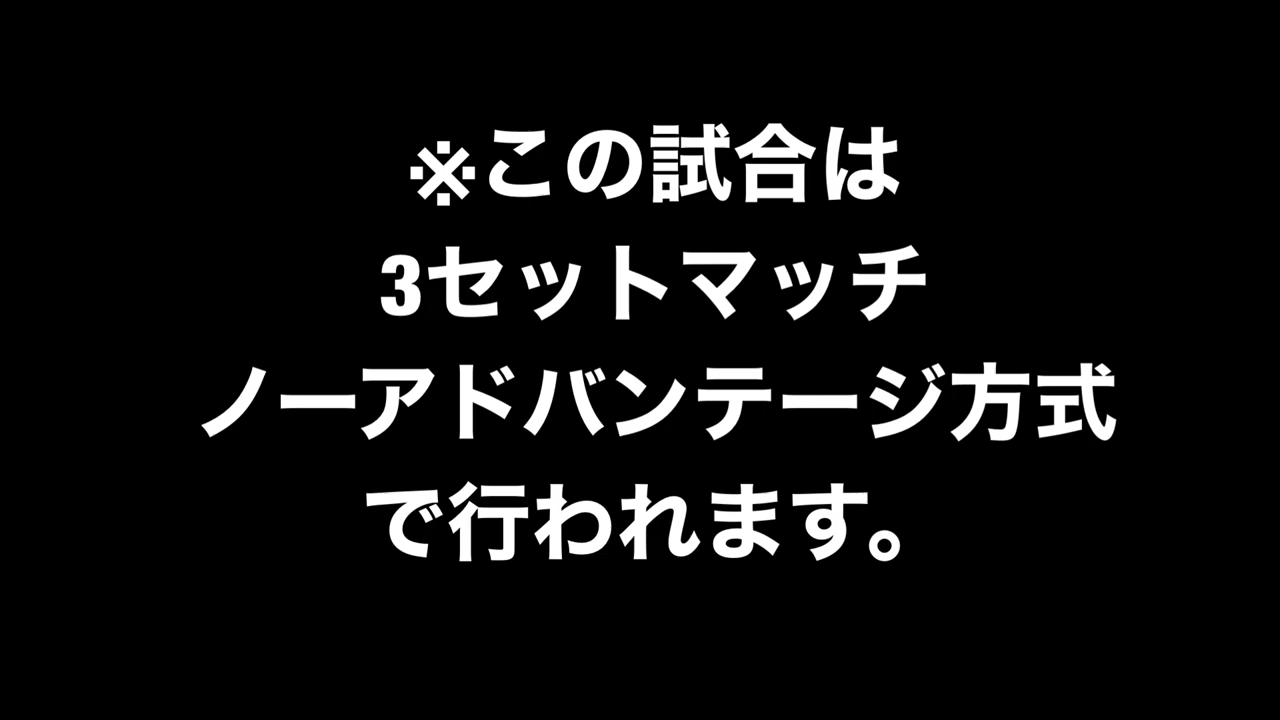 ※この試合は
3セットマッチ
ノーアドバンテージ方式
で行われます。